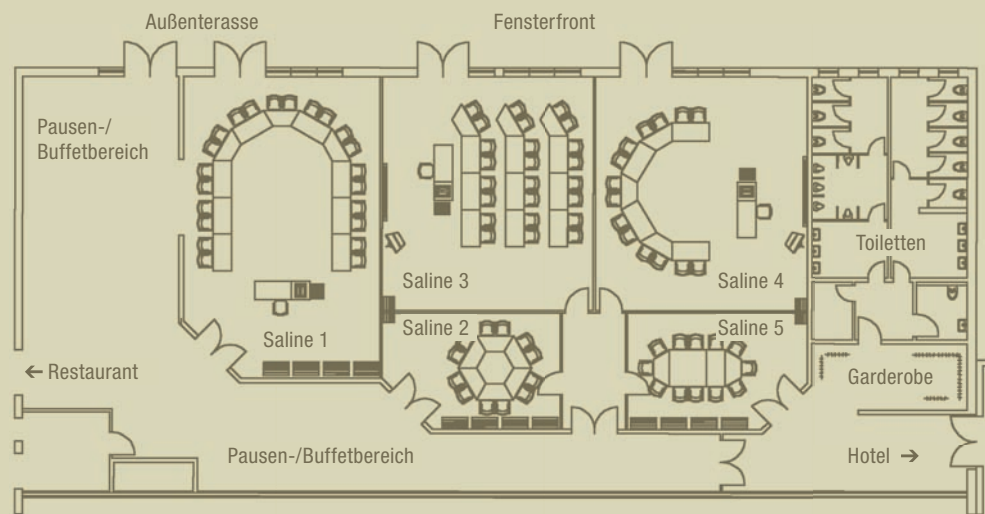 Außenterasse
Fensterfront
Pausen-/
Buffetbereich
Toiletten
Saline 3
Saline 4
Saline 1
Saline 2
Saline 5
← Restaurant
Garderobe
Pausen-/Buffetbereich
Hotel →